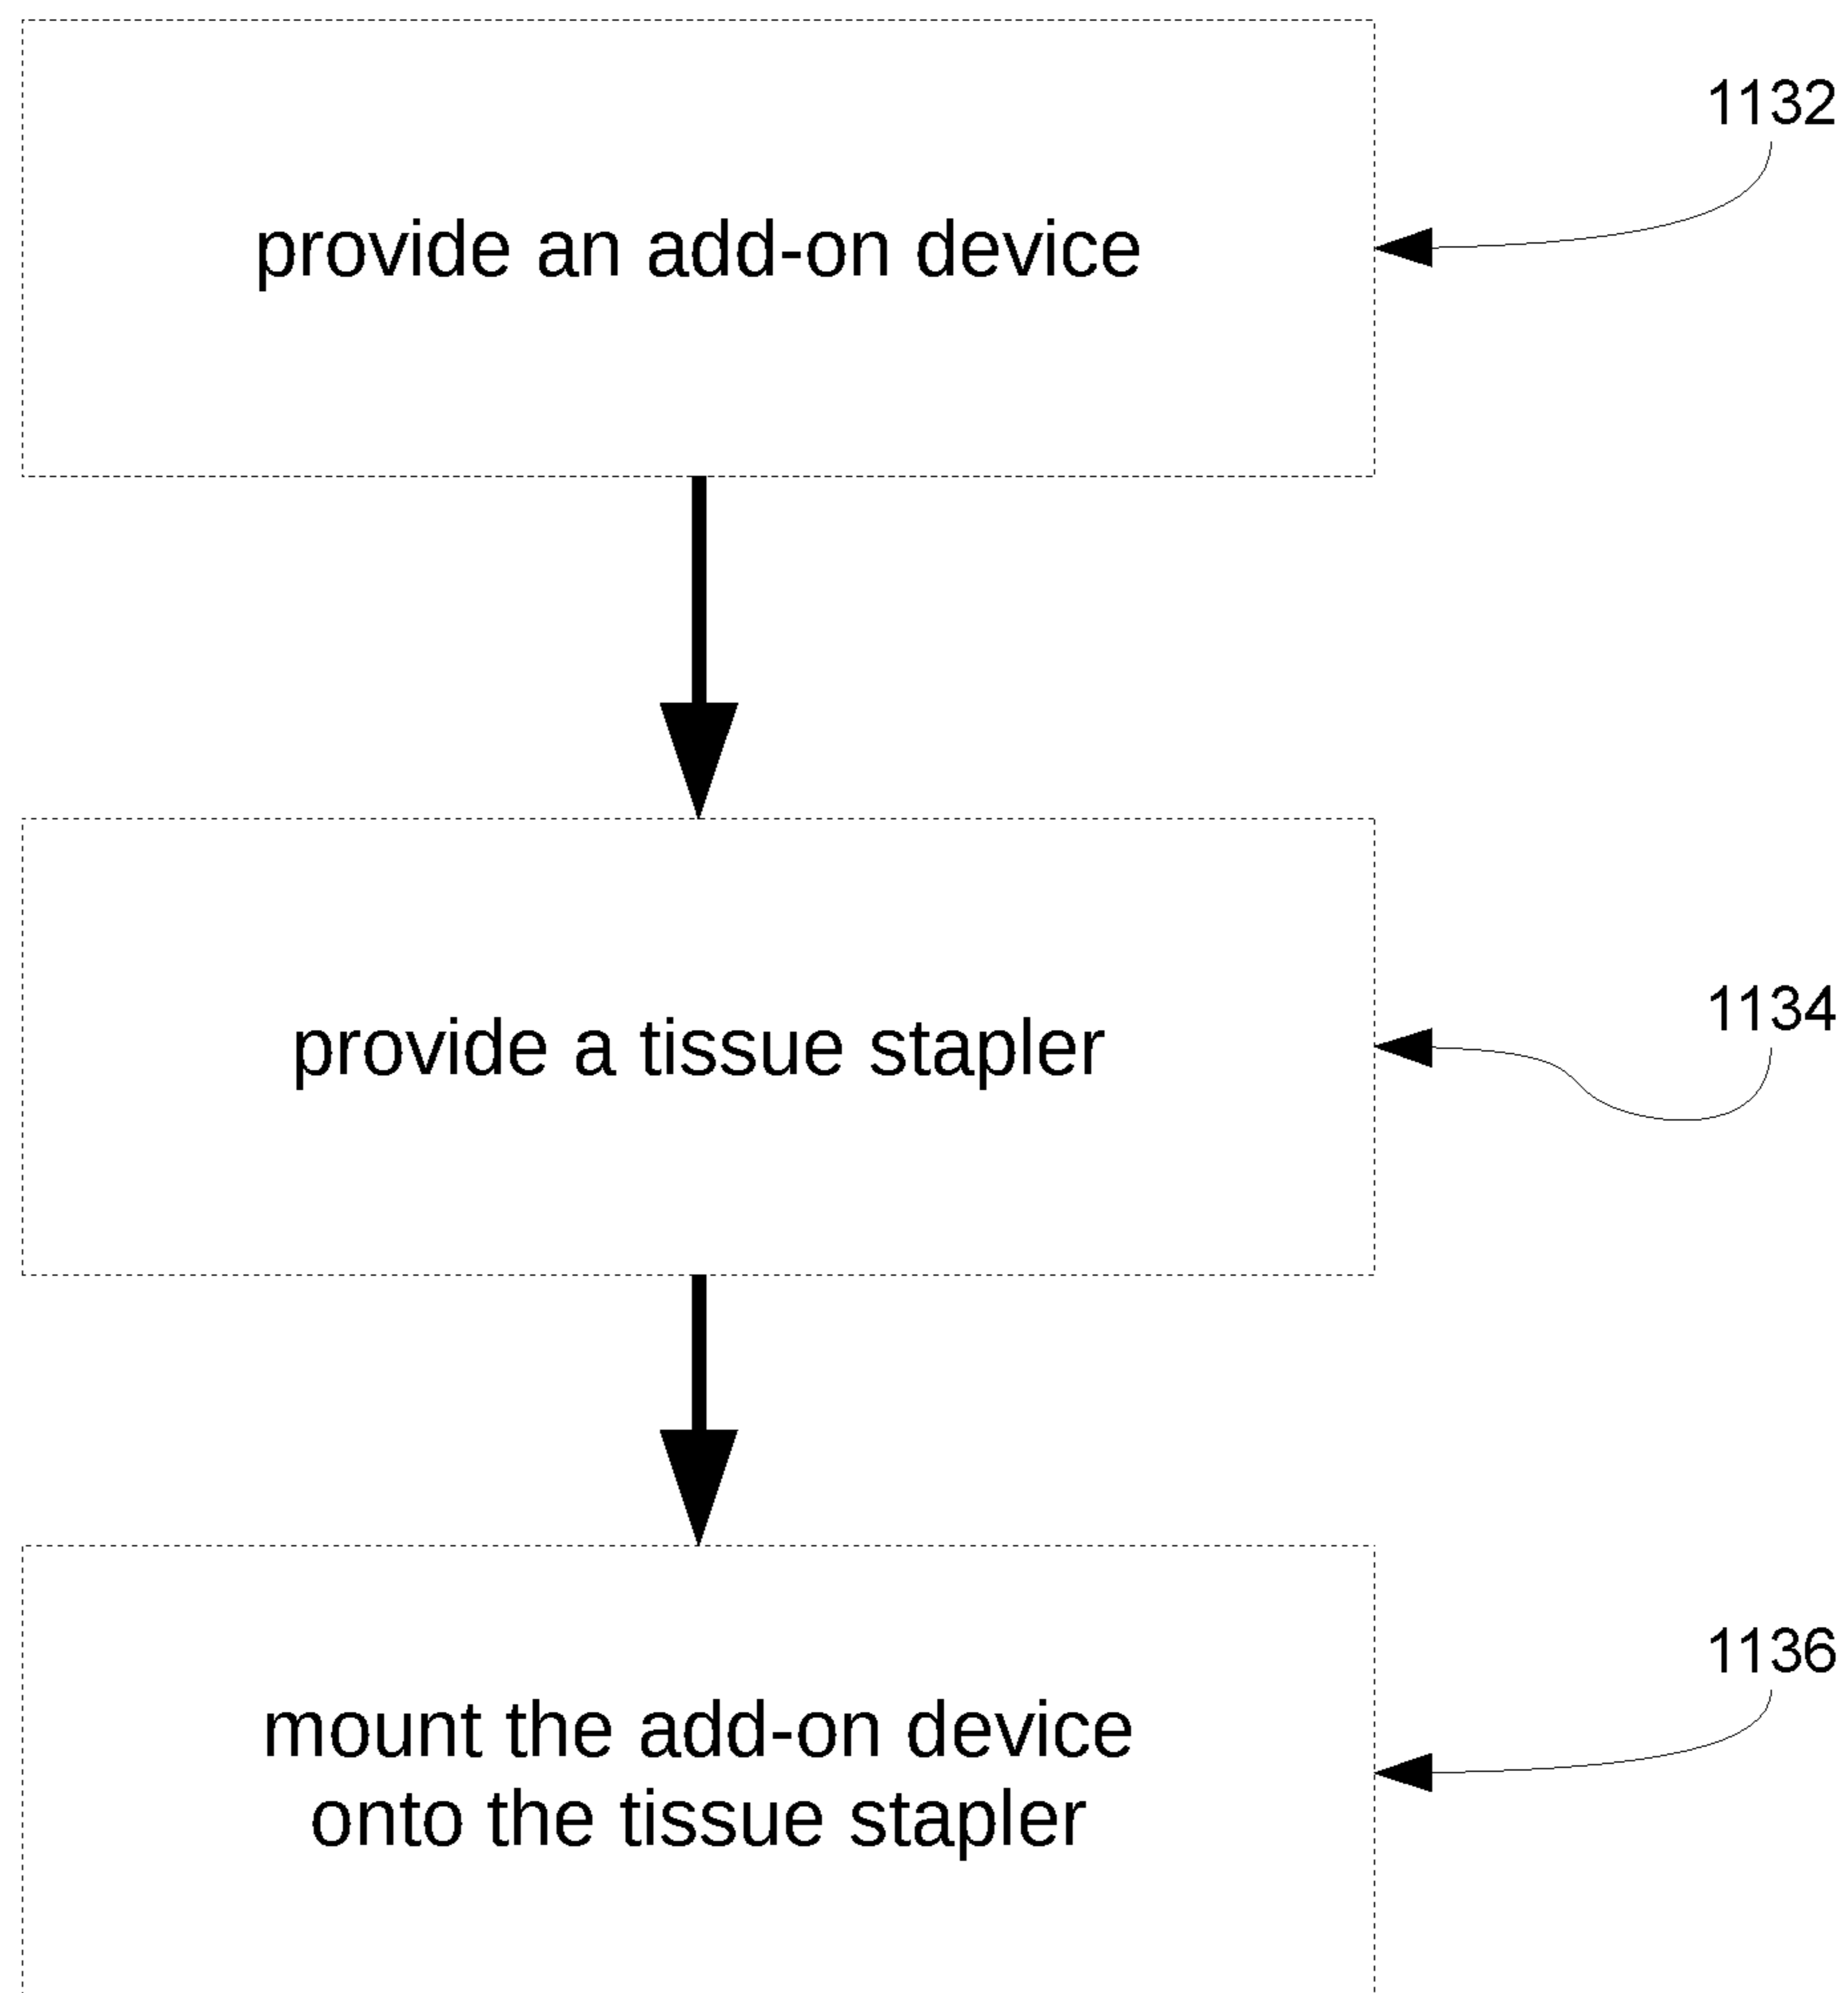 1132
provide an add-on device
1134
provide a tissue stapler
1136
mount the add-on device
onto the tissue stapler